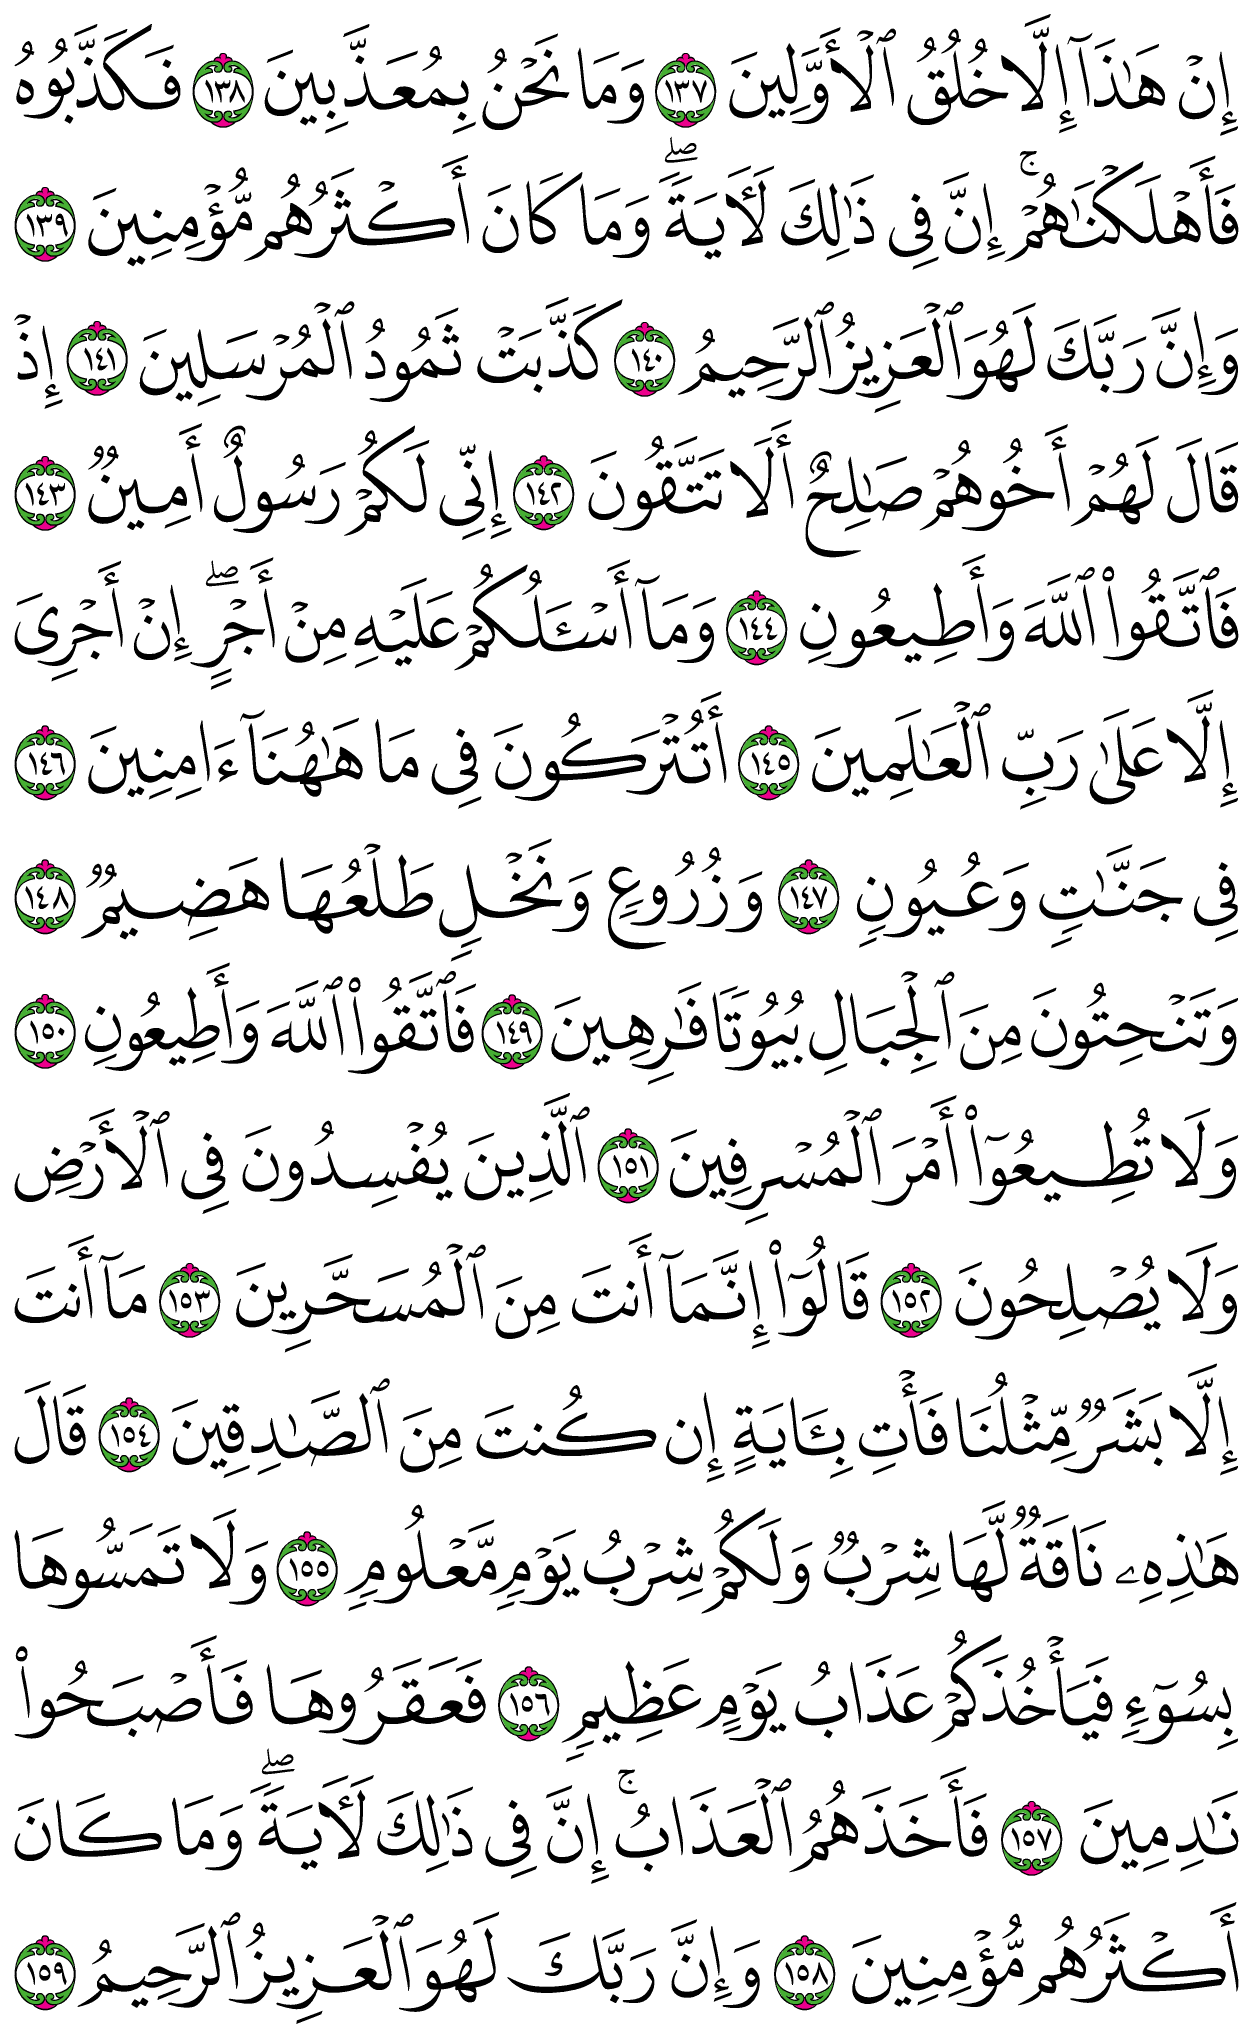 إِنۡ هَٰذَآ إِلَّا خُلُقُ ٱلۡأَوَّلِينَ ١٣٧ وَمَا نَحۡنُ بِمُعَذَّبِينَ ١٣٨ فَكَذَّبُوهُ
فَأَهۡلَكۡنَٰهُمۡۚ إِنَّ فِي ذَٰلِكَ لَأٓيَةٗۖ وَمَا كَانَ أَكۡثَرُهُم مُّؤۡمِنِينَ ١٣٩
وَإِنَّ رَبَّكَ لَهُوَ ٱلۡعَزِيزُ ٱلرَّحِيمُ ١٤٠ كَذَّبَتۡ ثَمُودُ ٱلۡمُرۡسَلِينَ ١٤١ إِذۡ
قَالَ لَهُمۡ أَخُوهُمۡ صَٰلِحٌ أَلَا تَتَّقُونَ ١٤٢ إِنِّي لَكُمۡ رَسُولٌ أَمِينٞ ١٤٣
فَٱتَّقُواْ ٱللَّهَ وَأَطِيعُونِ ١٤٤ وَمَآ أَسۡـَٔلُكُمۡ عَلَيۡهِ مِنۡ أَجۡرٍۖ إِنۡ أَجۡرِيَ
إِلَّا عَلَىٰ رَبِّ ٱلۡعَٰلَمِينَ ١٤٥ أَتُتۡرَكُونَ فِي مَا هَٰهُنَآ ءَامِنِينَ ١٤٦
فِي جَنَّٰتٖ وَعُيُونٖ ١٤٧ وَزُرُوعٖ وَنَخۡلٖ طَلۡعُهَا هَضِيمٞ ١٤٨
وَتَنۡحِتُونَ مِنَ ٱلۡجِبَالِ بُيُوتٗا فَٰرِهِينَ ١٤٩ فَٱتَّقُواْ ٱللَّهَ وَأَطِيعُونِ ١٥٠
وَلَا تُطِيعُوٓاْ أَمۡرَ ٱلۡمُسۡرِفِينَ ١٥١ ٱلَّذِينَ يُفۡسِدُونَ فِي ٱلۡأَرۡضِ
وَلَا يُصۡلِحُونَ ١٥٢ قَالُوٓاْ إِنَّمَآ أَنتَ مِنَ ٱلۡمُسَحَّرِينَ ١٥٣ مَآ أَنتَ
إِلَّا بَشَرٞ مِّثۡلُنَا فَأۡتِ بِـَٔايَةٍ إِن كُنتَ مِنَ ٱلصَّٰدِقِينَ ١٥٤ قَالَ
هَٰذِهِۦ نَاقَةٞ لَّهَا شِرۡبٞ وَلَكُمۡ شِرۡبُ يَوۡمٖ مَّعۡلُومٖ ١٥٥ وَلَا تَمَسُّوهَا
بِسُوٓءٖ فَيَأۡخُذَكُمۡ عَذَابُ يَوۡمٍ عَظِيمٖ ١٥٦ فَعَقَرُوهَا فَأَصۡبَحُواْ
نَٰدِمِينَ ١٥٧ فَأَخَذَهُمُ ٱلۡعَذَابُۚ إِنَّ فِي ذَٰلِكَ لَأٓيَةٗۖ وَمَا كَانَ
أَكۡثَرُهُم مُّؤۡمِنِينَ ١٥٨ وَإِنَّ رَبَّكَ لَهُوَ ٱلۡعَزِيزُ ٱلرَّحِيمُ ١٥٩